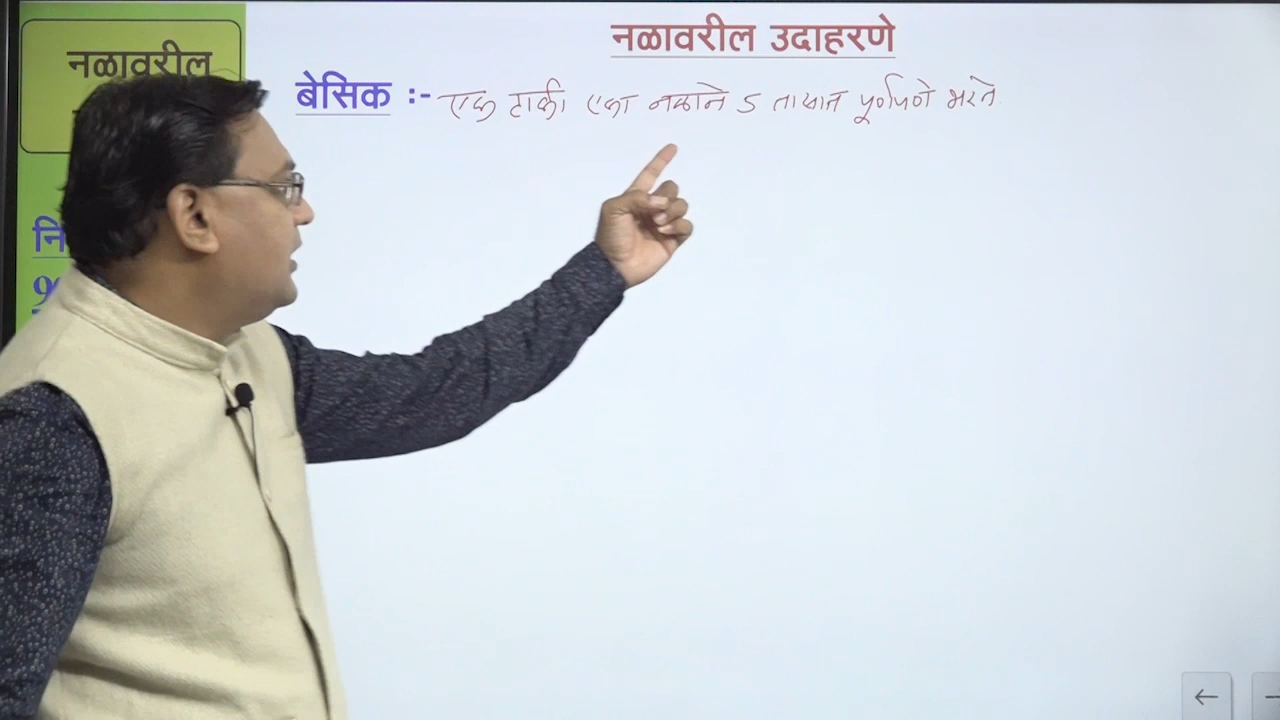 नळावरील उदाहरणे
नळावरील
बेसिक :- एक टाकी एका नळाने 5 तासात पूर्णपणे भरते.
नि